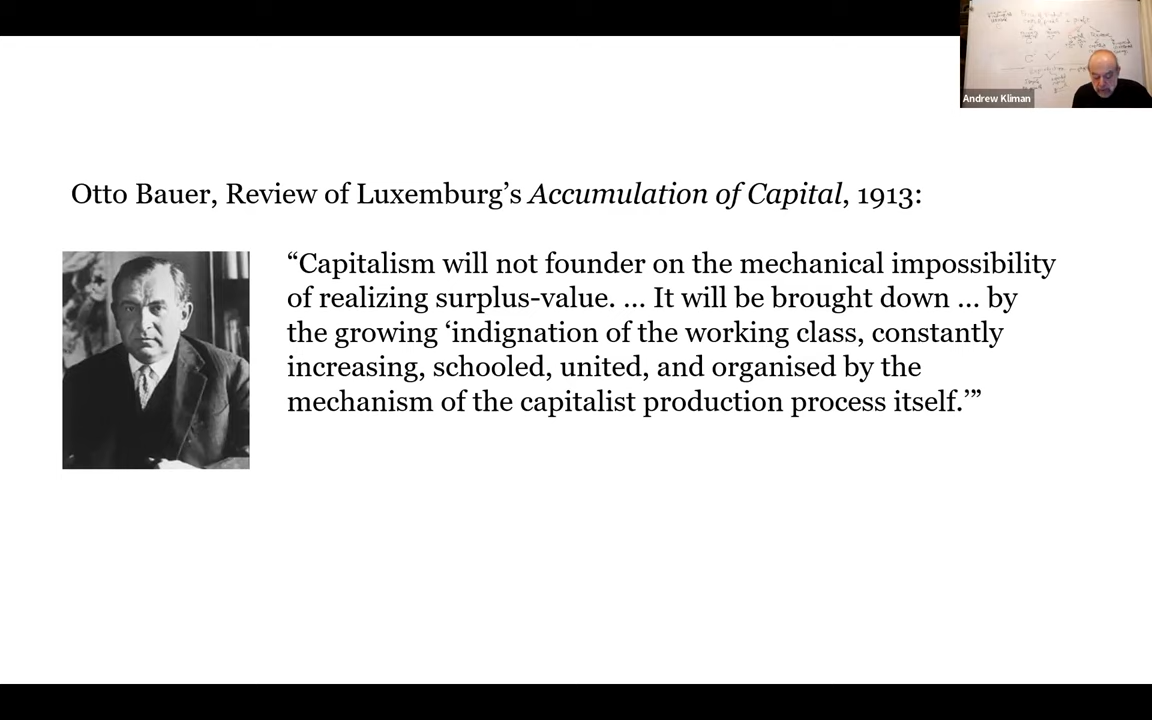 Andrew Kliman
Otto Bauer, Review of Luxemburg’s Accumulation of Capital, 1913:
“Capitalism will not founder on the mechanical impossibility
of realizing surplus-value. ... It will be brought down ... by
the growing ‘indignation of the working class, constantly
increasing, schooled, united, and organised by the
mechanism of the capitalist production process itself.’”